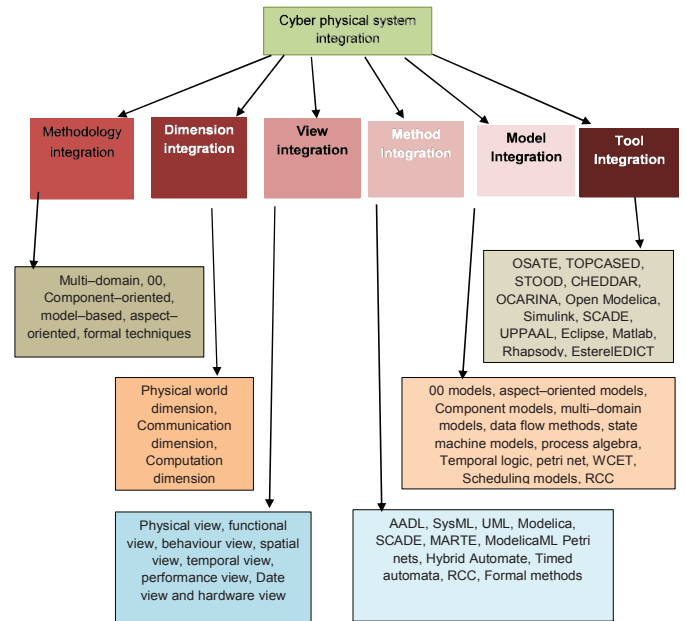 Cyber physical system
integration
Methodology
integration
Dimension
integration
View
integration
Method
Integration
Model
Integration
Tool
Integration
Multi–domain, 00,
Component–oriented,
model–based, aspect–
oriented, formal techniques
OSATE, TOPCASED,
STOOD, CHEDDAR,
OCARINA, Open Modelica,
Simulink, SCADE,
UPPAAL, Eclipse, Matlab,
Rhapsody, EsterelEDICT
Physical world
dimension,
Communication
dimension,
Computation
dimension
00 models, aspect–oriented models,
Component models, multi–domain
models, data flow methods, state
machine models, process algebra,
Temporal logic, petri net, WCET,
Scheduling models, RCC
Physical view, functional
view, behaviour view, spatial
view, temporal view,
performance view, Date
view and hardware view
AADL, SysML, UML, Modelica,
SCADE, MARTE, ModelicaML Petri
nets, Hybrid Automate, Timed
automata, RCC, Formal methods